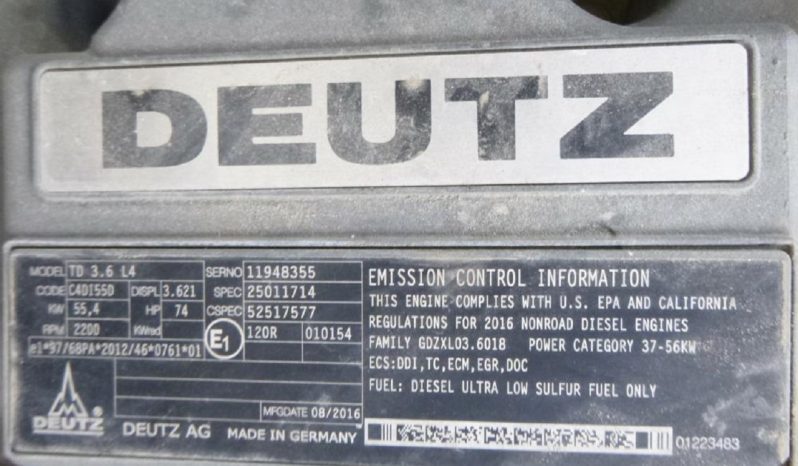 DEUTZ
MODEL TD 3.6 L4 SERNO 11948355
CODE C4DI55D DISPL 3.621 SPEC 25011714
KW 55,4 HP 74 CSPEC 52517577
RPM 2200 KWred E1 120R 010154
e1*97/68PA*2012/46*0761*01
MFGDATE 08/2016
DEUTZ DEUTZ AG MADE IN GERMANY
EMISSION CONTROL INFORMATION
THIS ENGINE COMPLIES WITH U.S. EPA AND CALIFORNIA
REGULATIONS FOR 2016 NONROAD DIESEL ENGINES
FAMILY GDZXL03.6018 POWER CATEGORY 37-56KW
ECS:DDI,TC,ECM,EGR,DOC
FUEL: DIESEL ULTRA LOW SULFUR FUEL ONLY
01223483